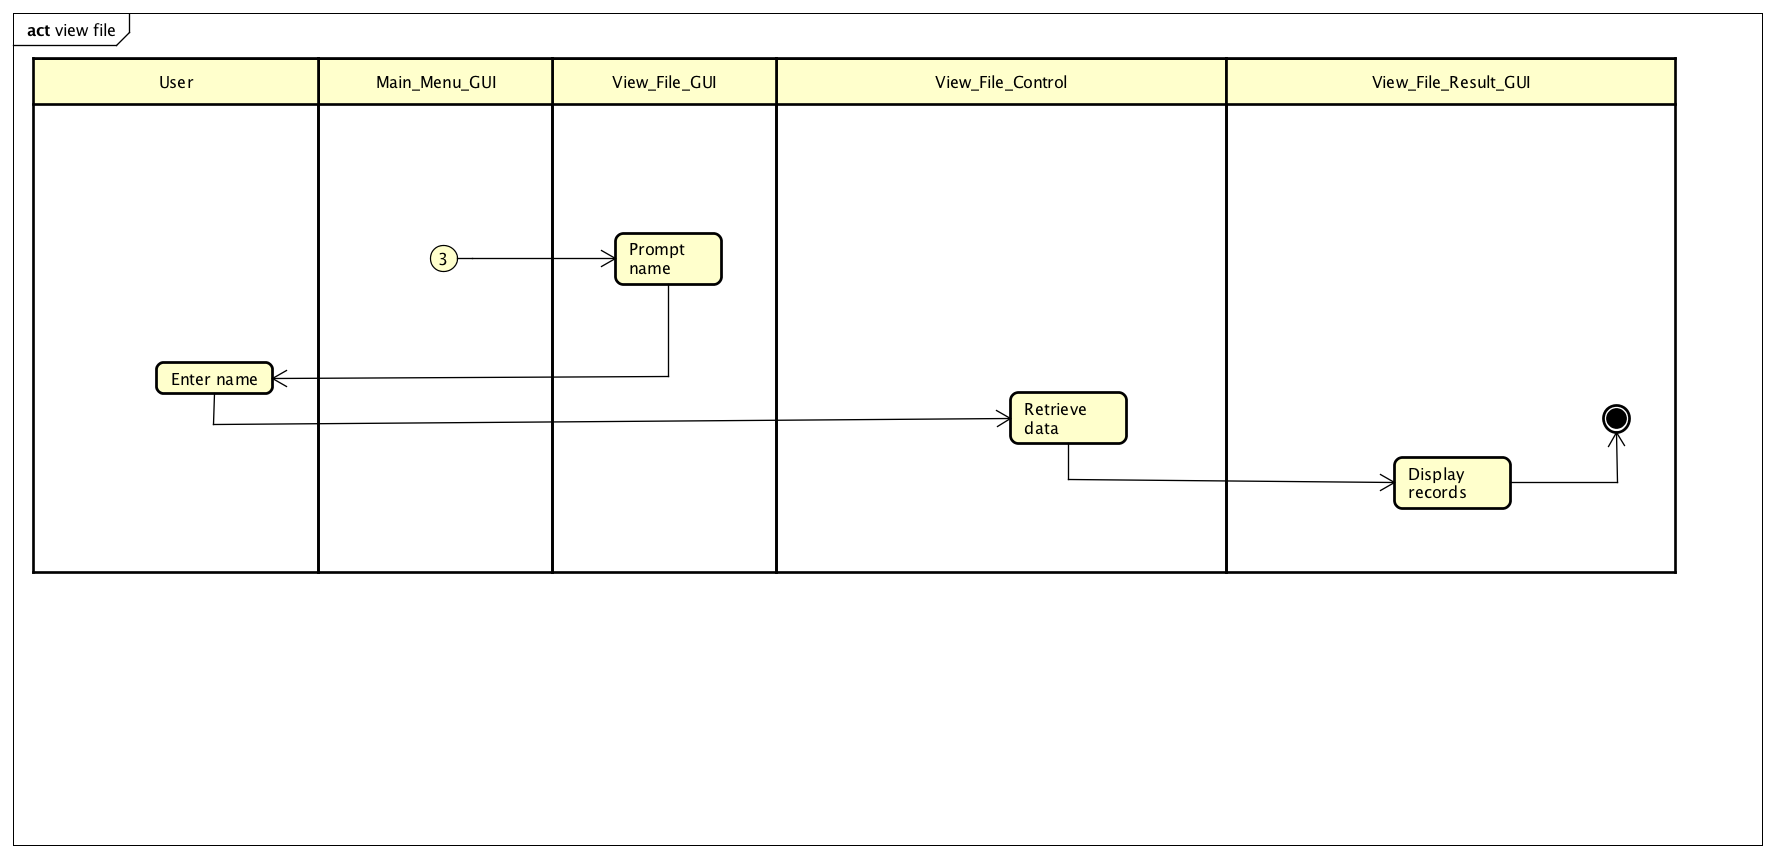 act view file
User
Main_Menu_GUI
View_File_GUI
View_File_Control
View_File_Result_GUI
3
Prompt
name
Enter name
Retrieve
data
Display
records